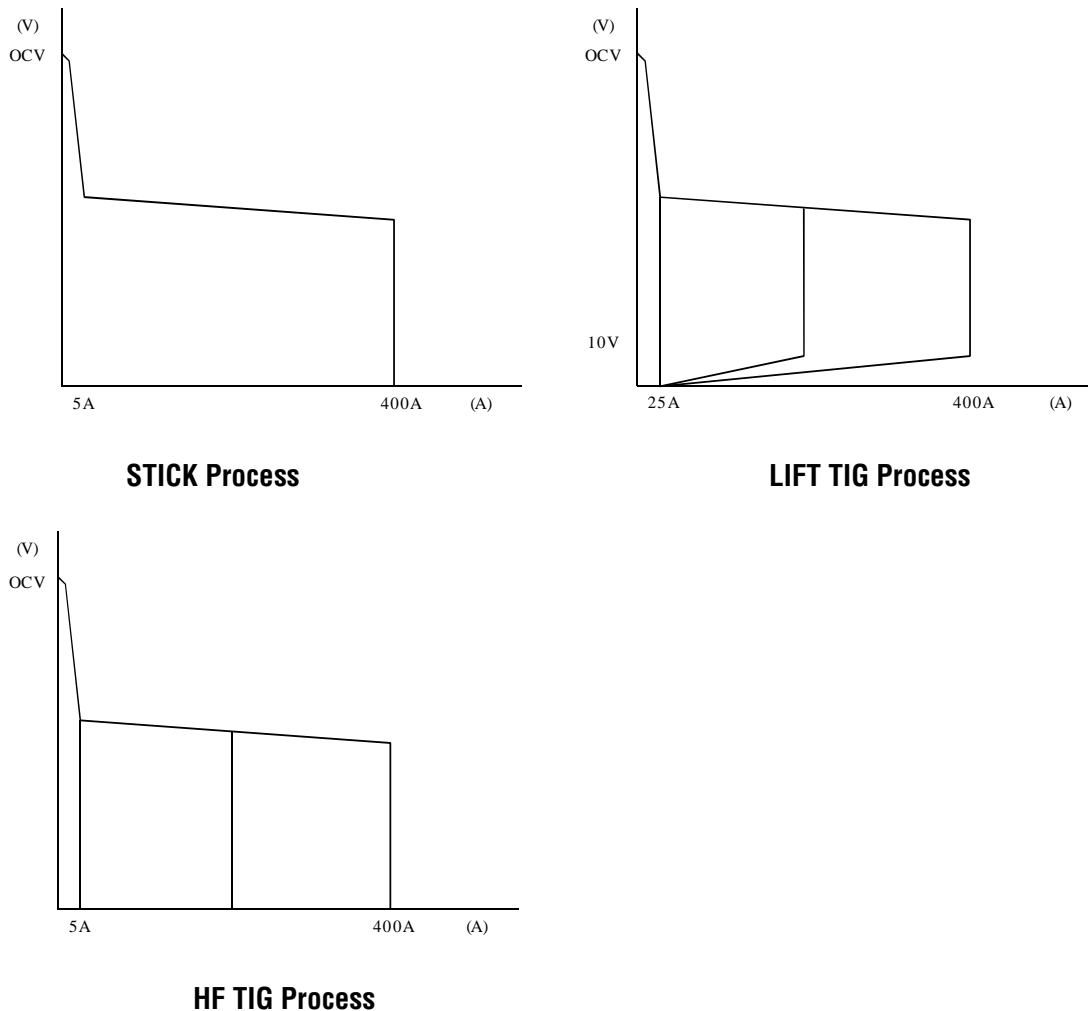 (V)
OCV
5A 400A (A)
STICK Process
(V)
OCV
10V
25A 400A (A)
LIFT TIG Process
(V)
OCV
5A 400A (A)
HF TIG Process